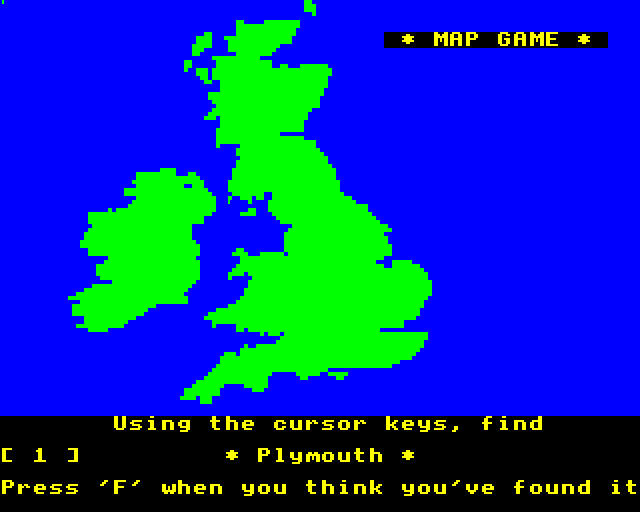 * MAP GAME *
Using the cursor keys, find
[ 1 ] * Plymouth *
Press 'F' when you think you've found it